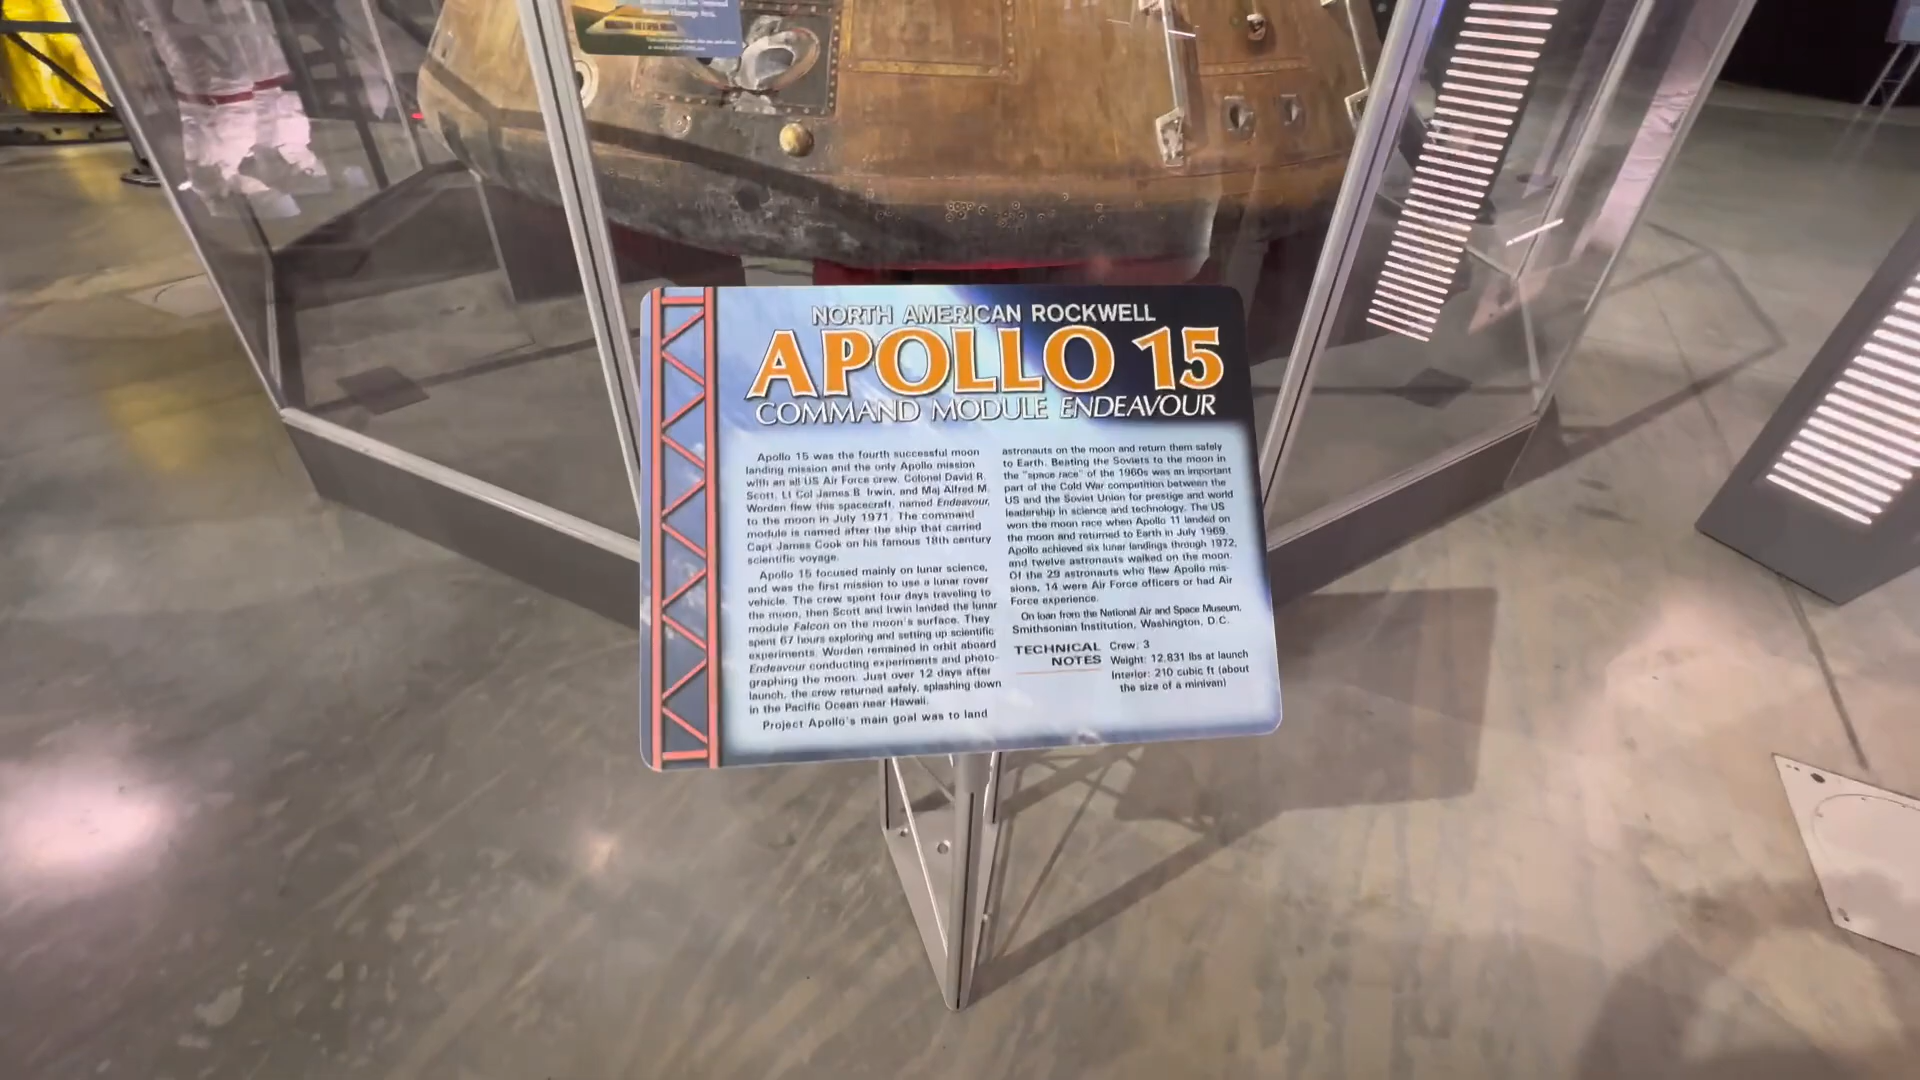 NORTH AMERICAN ROCKWELL
APOLLO 15
COMMAND MODULE ENDEAVOUR
Apollo 15 was the fourth successful moon
landing mission and the only Apollo mission
with an all US Air Force crew. Colonel David R.
Scott, Lt Col James B. Irwin, and Maj Alfred M.
Worden flew this spacecraft, named Endeavour,
to the moon in July 1971. The command
module is named after the ship that carried
Capt James Cook on his famous 18th century
scientific voyage.
Apollo 15 focused mainly on lunar science,
and was the first mission to use a lunar rover
vehicle. The crew spent four days traveling to
the moon, then Scott and Irwin landed the lunar
module Falcon on the moon's surface. They
spent 67 hours exploring and setting up scientific
experiments. Worden remained in orbit aboard
Endeavour conducting experiments and photo-
graphing the moon. Just over 12 days after
launch, the crew returned safely, splashing down
in the Pacific Ocean near Hawaii.
Project Apollo's main goal was to land
astronauts on the moon and return them safely
to Earth. Beating the Soviets to the moon in
the "space race" of the 1960s was an important
part of the Cold War competition between the
US and the Soviet Union for prestige and world
leadership in science and technology. The US
won the moon race when Apollo 11 landed on
the moon and returned to Earth in July 1969.
Apollo achieved six lunar landings through 1972,
and twelve astronauts walked on the moon.
Of the 29 astronauts who flew Apollo mis-
sions, 14 were Air Force officers or had Air
Force experience.
On loan from the National Air and Space Museum,
Smithsonian Institution, Washington, D.C.
TECHNICAL
NOTES
Crew: 3
Weight: 12,831 lbs at launch
Interior: 210 cubic ft (about
the size of a minivan)